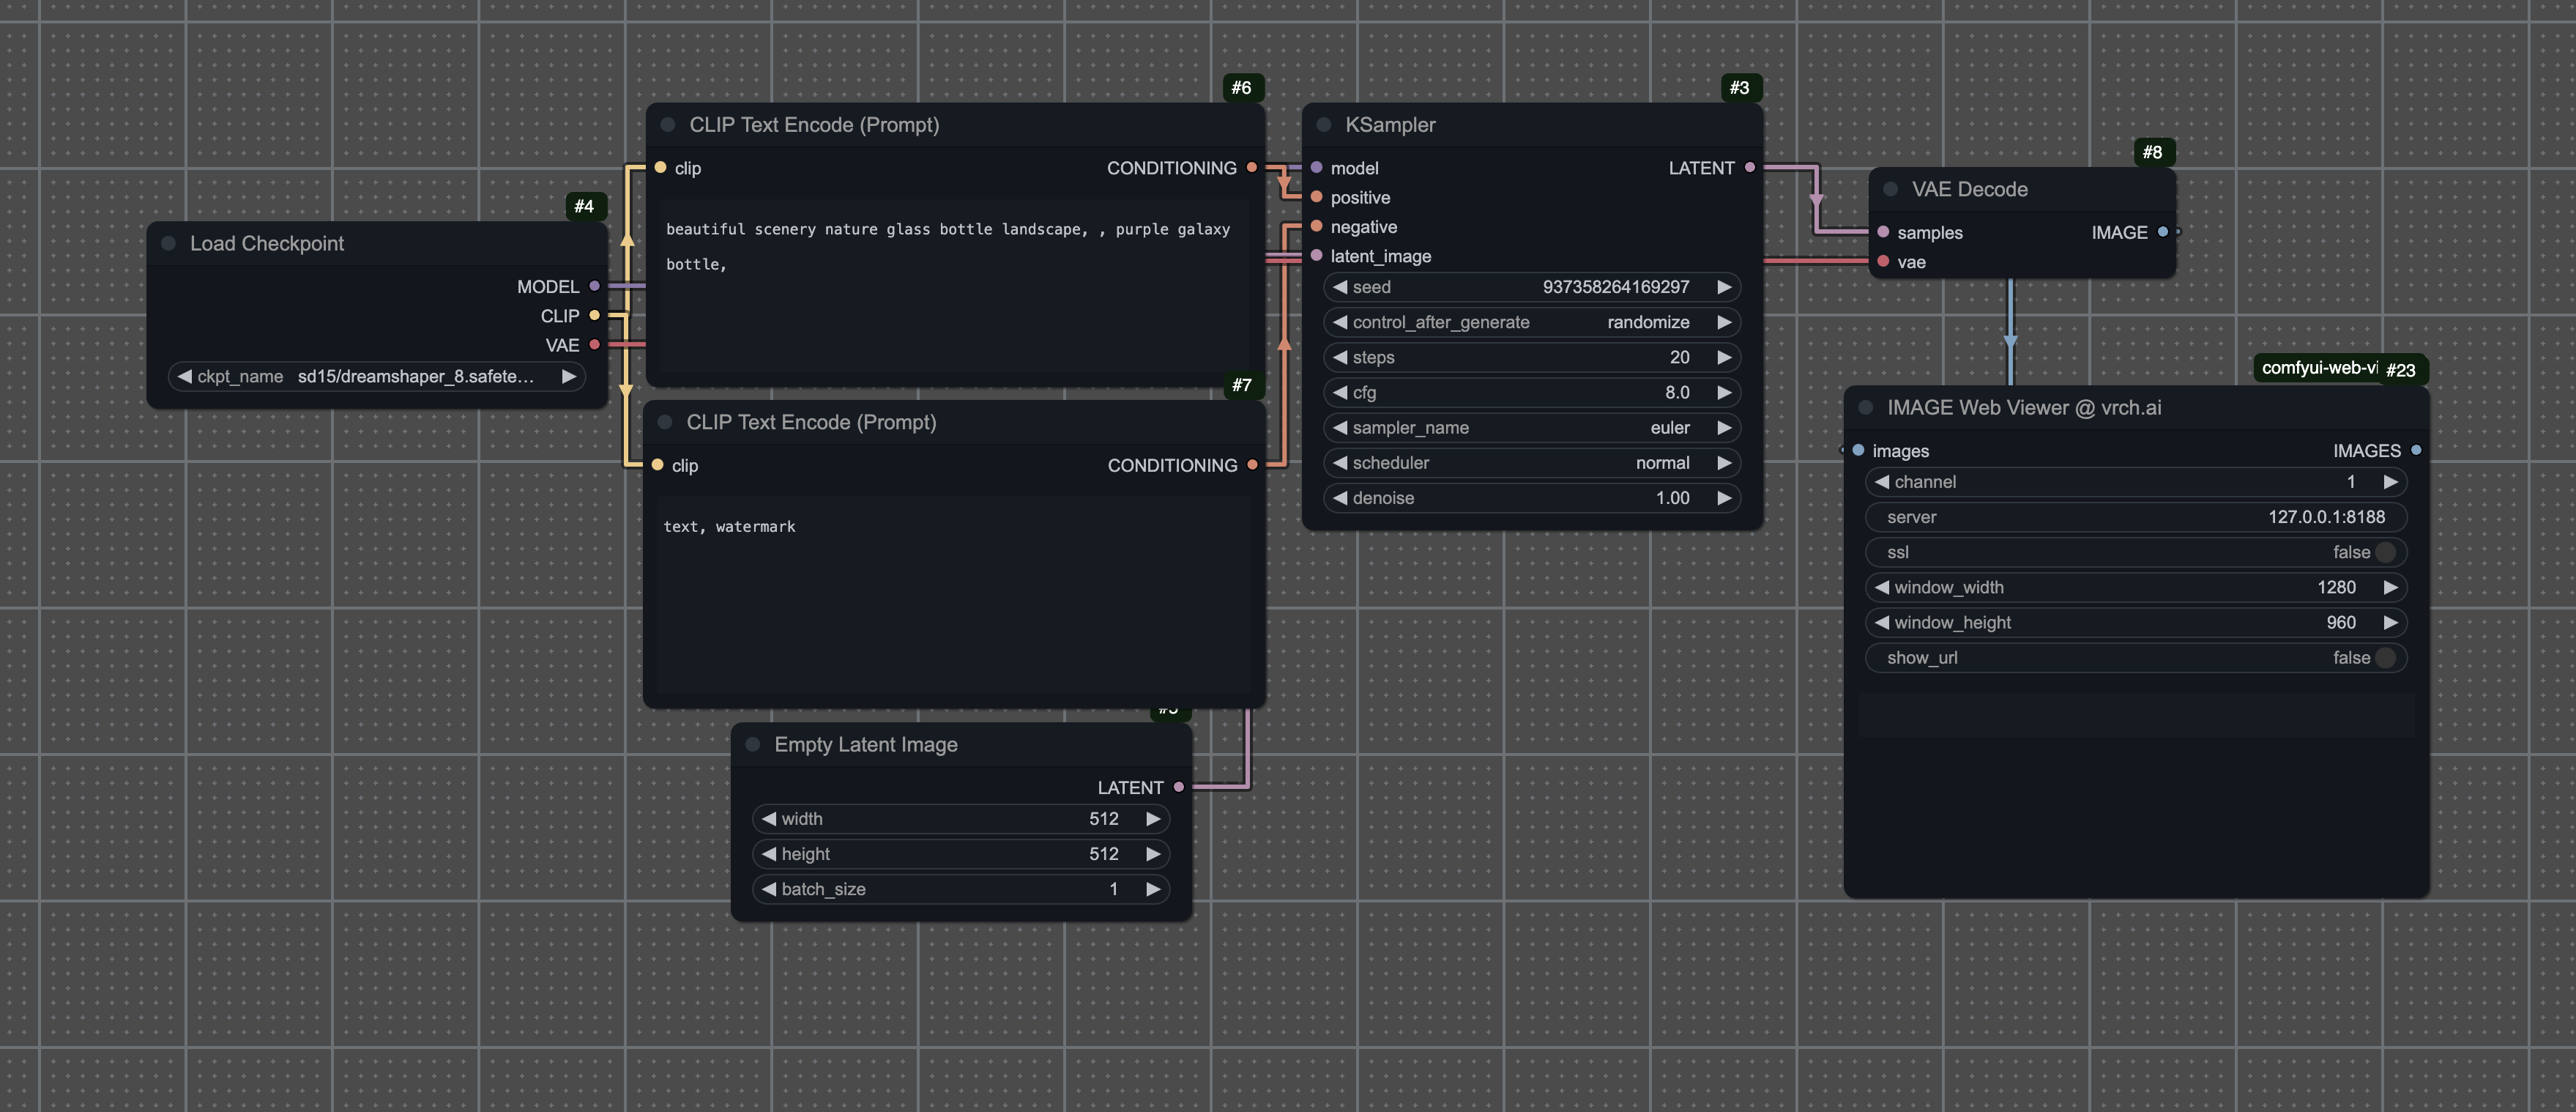 #4
Load Checkpoint
MODEL
CLIP
VAE
ckpt_name sd15/dreamshaper_8.safete...
#6
CLIP Text Encode (Prompt)
clip CONDITIONING
beautiful scenery nature glass bottle landscape, , purple galaxy
bottle,
#7
CLIP Text Encode (Prompt)
clip CONDITIONING
text, watermark
#5
Empty Latent Image
LATENT
width 512
height 512
batch_size 1
#3
KSampler
model LATENT
positive
negative
latent_image
seed 937358264169297
control_after_generate randomize
steps 20
cfg 8.0
sampler_name euler
scheduler normal
denoise 1.00
#8
VAE Decode
samples IMAGE
vae
comfyui-web-vi #23
IMAGE Web Viewer @ vrch.ai
images IMAGES
channel 1
server 127.0.0.1:8188
ssl false
window_width 1280
window_height 960
show_url false